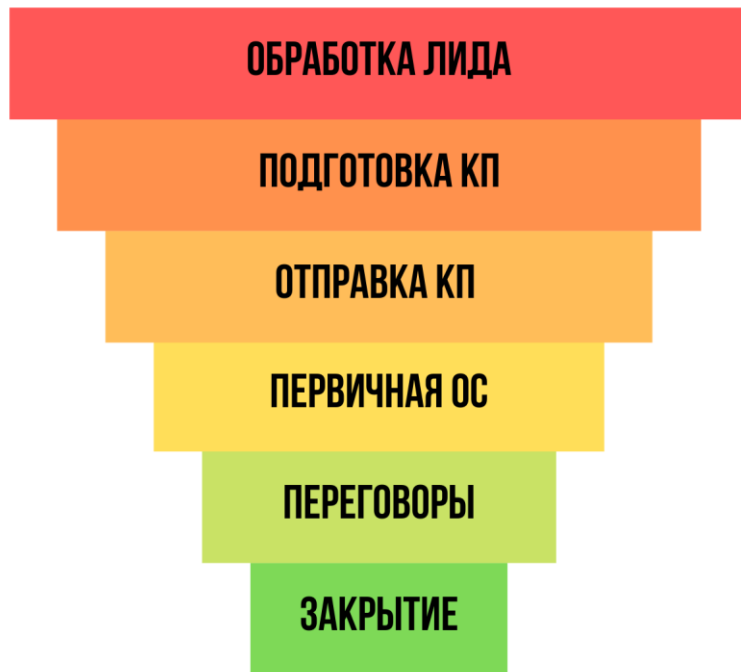 ОБРАБОТКА ЛИДА
ПОДГОТОВКА КП
ОТПРАВКА КП
ПЕРВИЧНАЯ ОС
ПЕРЕГОВОРЫ
ЗАКРЫТИЕ